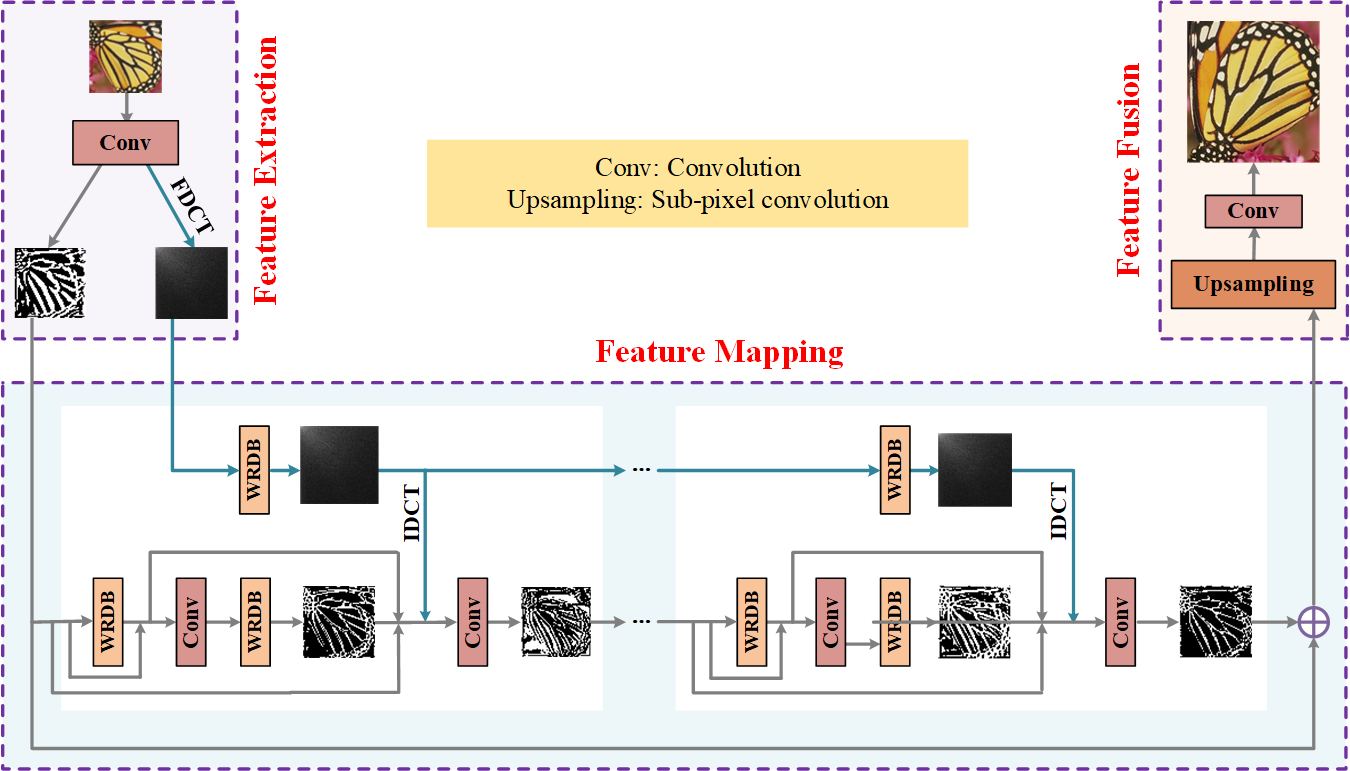 Conv
FDCT
Feature Extraction
Conv: Convolution
Upsampling: Sub-pixel convolution
Feature Fusion
Conv
Upsampling
Feature Mapping
WRDB
IDCT
...
WRDB
IDCT
WRDB
Conv
WRDB
Conv
...
WRDB
Conv
WRDB
Conv